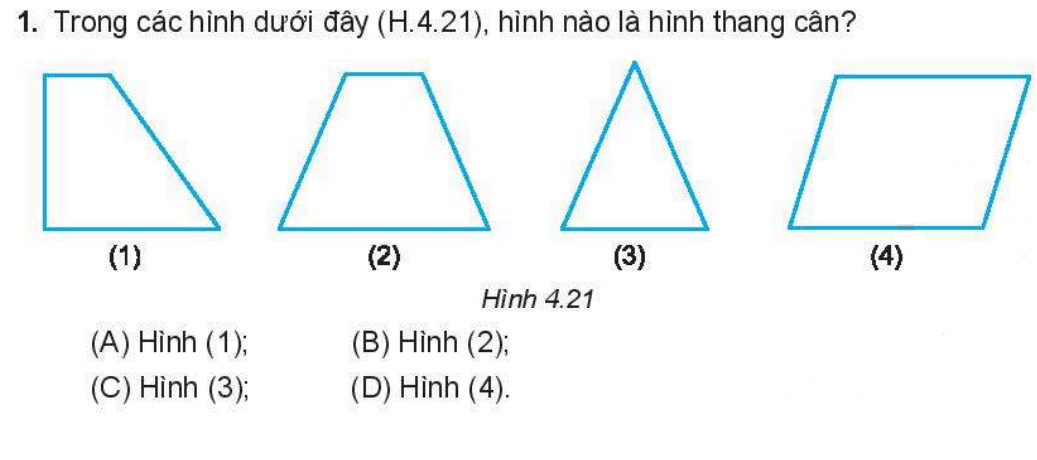 1. Trong các hình dưới đây (H.4.21), hình nào là hình thang cân?
(1) (2) (3) (4)
Hình 4.21
(A) Hình (1); (B) Hình (2);
(C) Hình (3); (D) Hình (4).